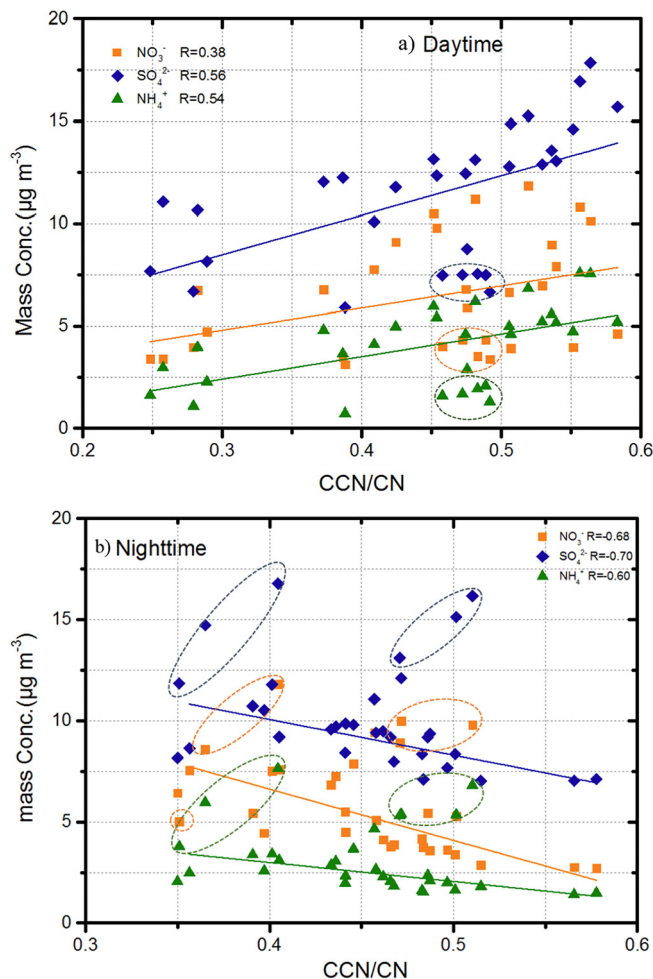 20
15
10
5
0
Mass Conc.(μg m⁻³)
a) Daytime
NO₃⁻ R=0.38
SO₄²⁻ R=0.56
NH₄⁺ R=0.54
0.2 0.3 0.4 0.5 0.6
CCN/CN
20
15
10
5
0
mass Conc.(μg m⁻³)
b) Nighttime
NO₃⁻ R=-0.68
SO₄²⁻ R=-0.70
NH₄⁺ R=-0.60
0.3 0.4 0.5 0.6
CCN/CN